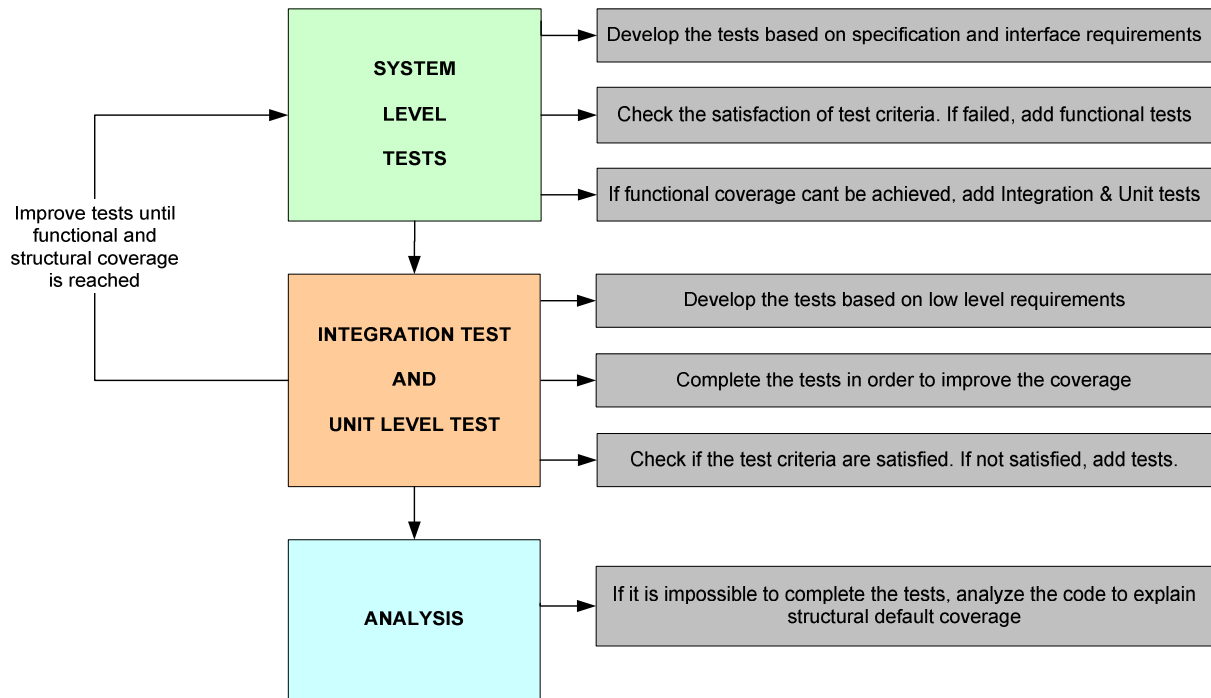 SYSTEM
LEVEL
TESTS
Develop the tests based on specification and interface requirements
Check the satisfaction of test criteria. If failed, add functional tests
If functional coverage cant be achieved, add Integration & Unit tests
Improve tests until
functional and
structural coverage
is reached
INTEGRATION TEST
AND
UNIT LEVEL TEST
Develop the tests based on low level requirements
Complete the tests in order to improve the coverage
Check if the test criteria are satisfied. If not satisfied, add tests.
ANALYSIS
If it is impossible to complete the tests, analyze the code to explain
structural default coverage